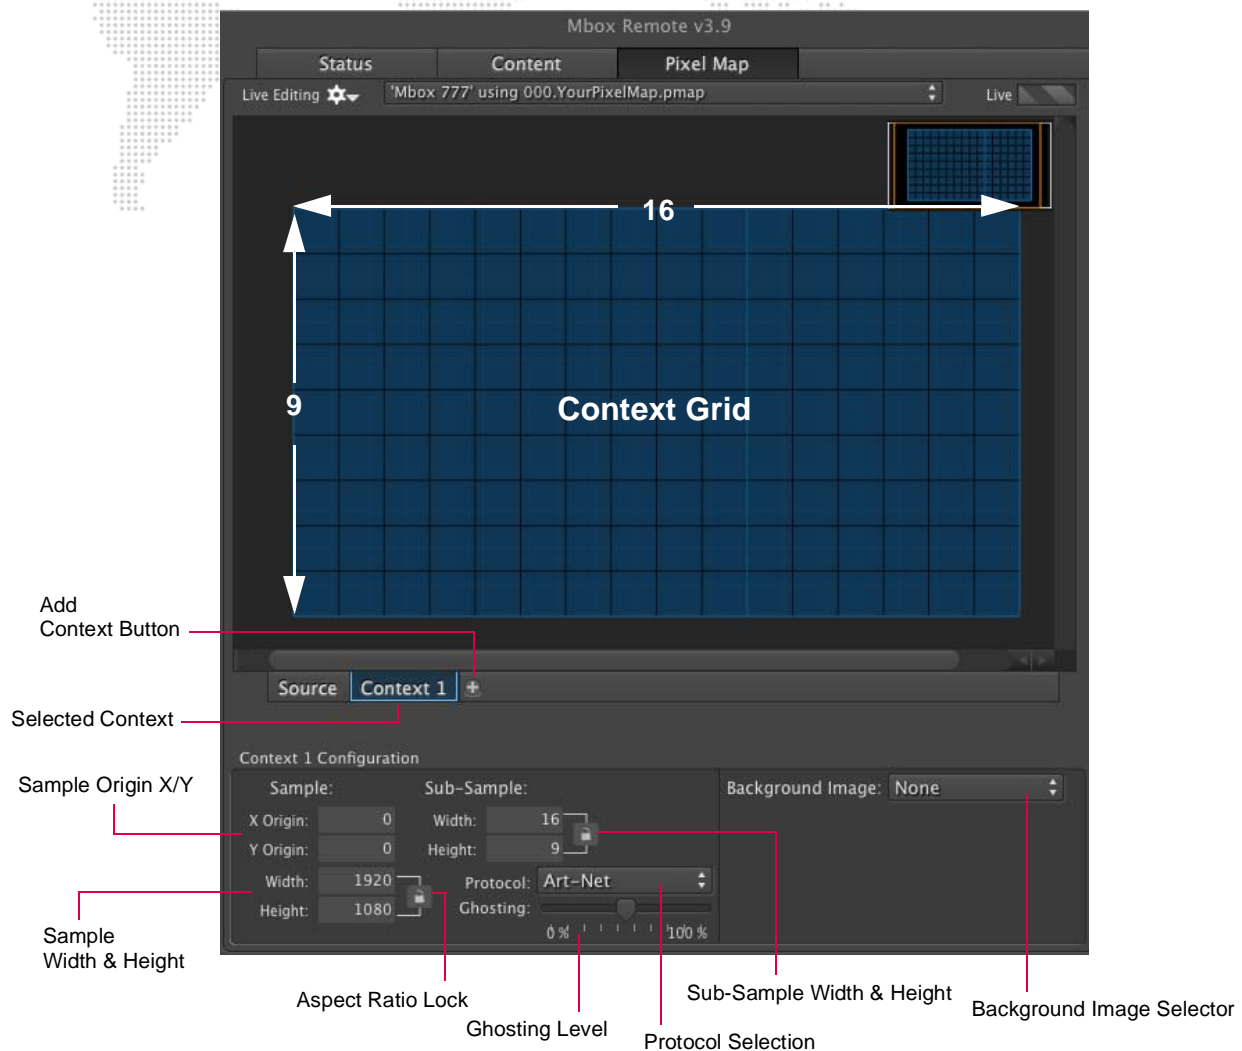 Mbox Remote v3.9
Status Content Pixel Map
Live Editing 'Mbox 777' using 000.YourPixelMap.pmap Live
16
9
Context Grid
Add
Context Button
Source Context 1
Selected Context
Context 1 Configuration
Sample Origin X/Y
Sample: Sub-Sample: Background Image: None
X Origin: 0 Width: 16
Y Origin: 0 Height: 9
Width: 1920 Protocol: Art-Net
Height: 1080 Ghosting:
0 % 100 %
Sample
Width & Height
Aspect Ratio Lock
Sub-Sample Width & Height
Background Image Selector
Ghosting Level
Protocol Selection